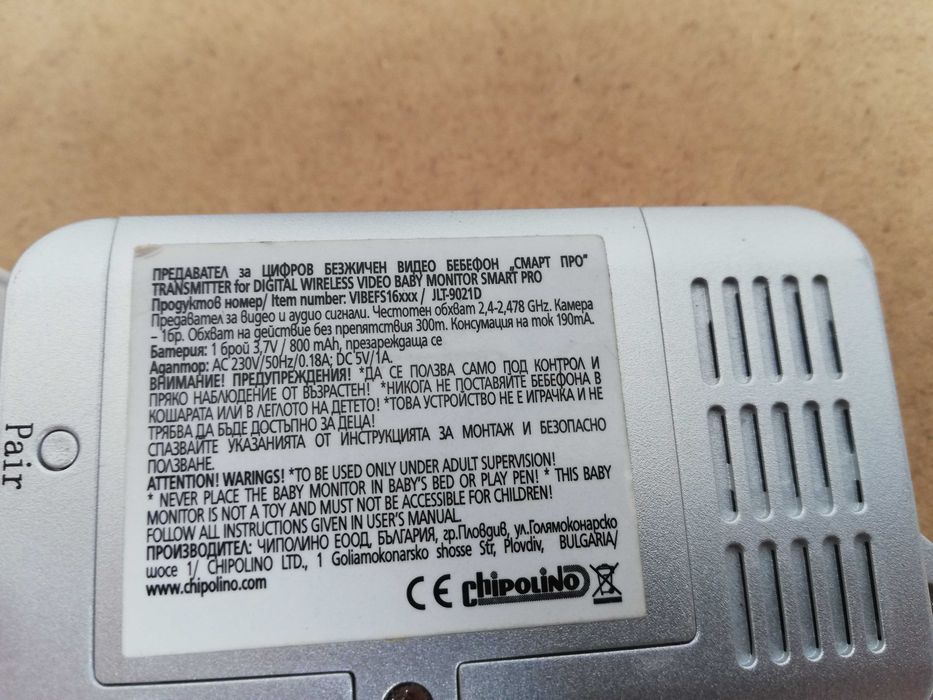 ПРЕДАВАТЕЛ за ЦИФРОВ БЕЗЖИЧЕН ВИДЕО БЕБЕФОН „СМАРТ ПРО"
TRANSMITTER for DIGITAL WIRELESS VIDEO BABY MONITOR SMART PRO
Продуктов номер/ Item number: VIBEFS16xxx / JLT-9021D
Предавател за видео и аудио сигнали. Честотен обхват 2,4-2,478 GHz. Камера
– 1бр. Обхват на действие без препятствия 300m. Консумация на ток 190mA.
Батерия: 1 брой 3,7V / 800 mAh, презареждаща се
Адаптор: AC 230V/50Hz/0.18A; DC 5V/1A.
ВНИМАНИЕ! ПРЕДУПРЕЖДЕНИЯ! *ДА СЕ ПОЛЗВА САМО ПОД КОНТРОЛ И
ПРЯКО НАБЛЮДЕНИЕ ОТ ВЪЗРАСТЕН! *НИКОГА НЕ ПОСТАВЯЙТЕ БЕБЕФОНА В
КОШАРАТА ИЛИ В ЛЕГЛОТО НА ДЕТЕТО! *ТОВА УСТРОЙСТВО НЕ Е ИГРАЧКА И НЕ
ТРЯБВА ДА БЪДЕ ДОСТЪПНО ЗА ДЕЦА!
СПАЗВАЙТЕ УКАЗАНИЯТА ОТ ИНСТРУКЦИЯТА ЗА МОНТАЖ И БЕЗОПАСНО
ПОЛЗВАНЕ.
ATTENTION! WARINGS! *TO BE USED ONLY UNDER ADULT SUPERVISION!
* NEVER PLACE THE BABY MONITOR IN BABY'S BED OR PLAY PEN! * THIS BABY
MONITOR IS NOT A TOY AND MUST NOT BE ACCESSIBLE FOR CHILDREN!
FOLLOW ALL INSTRUCTIONS GIVEN IN USER'S MANUAL.
ПРОИЗВОДИТЕЛ: ЧИПОЛИНО ЕООД, БЪЛГАРИЯ, гр.Пловдив, ул.Голямоконарско
шосе 1/ CHIPOLINO LTD., 1 Goliamokonarsko shosse Str, Plovdiv, BULGARIA/
www.chipolino.com
CE chipolino
Pair